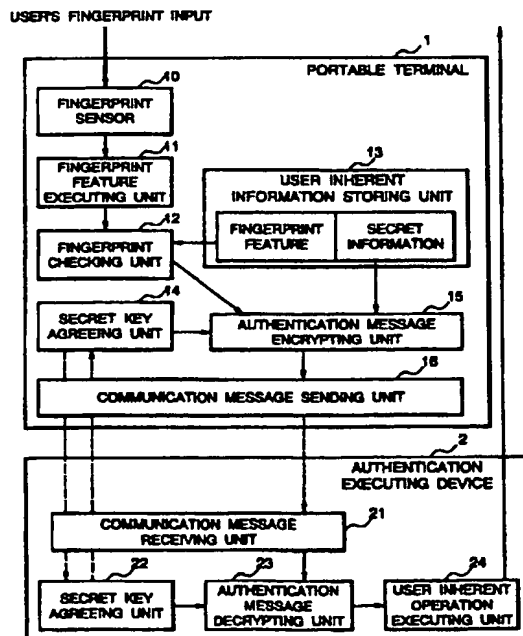 USER'S FINGERPRINT INPUT
1
PORTABLE TERMINAL
10
FINGERPRINT
SENSOR
11
FINGERPRINT
FEATURE
EXECUTING UNIT
13
USER INHERENT
INFORMATION STORING UNIT
FINGERPRINT
FEATURE
SECRET
INFORMATION
12
FINGERPRINT
CHECKING UNIT
14
SECRET KEY
AGREEING UNIT
15
AUTHENTICATION MESSAGE
ENCRYPTING UNIT
16
COMMUNICATION MESSAGE SENDING UNIT
2
AUTHENTICATION
EXECUTING DEVICE
COMMUNICATION MESSAGE
RECEIVING UNIT
21
22
SECRET KEY
AGREEING UNIT
23
AUTHENTICATION
MESSAGE
DECRYPTING UNIT
24
USER INHERENT
OPERATION
EXECUTING UNIT